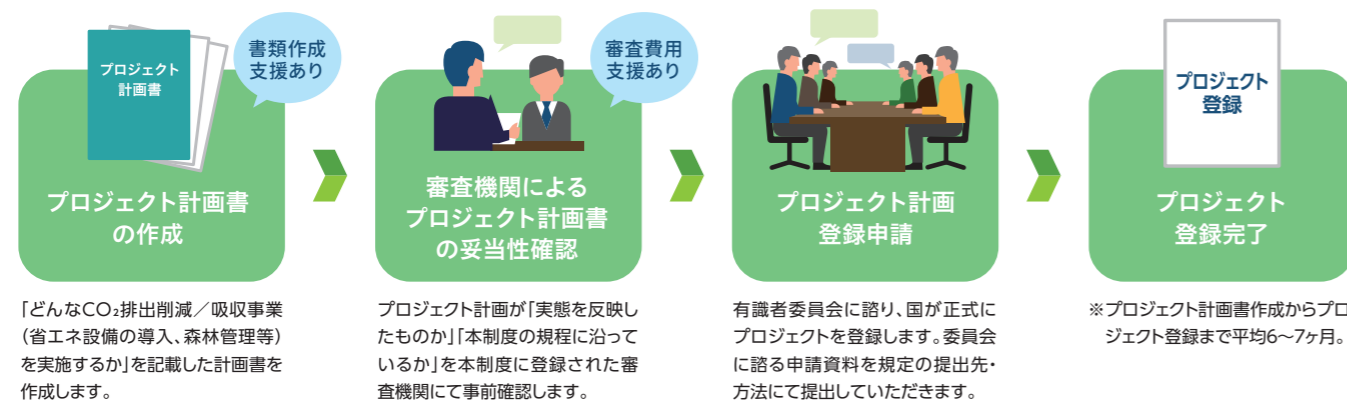 プロジェクト
計画書
書類作成
支援あり
プロジェクト計画書
の作成
「どんなCO₂排出削減／吸収事業
（省エネ設備の導入、森林管理等）
を実施するか」を記載した計画書を
作成します。
審査費用
支援あり
審査機関による
プロジェクト計画書
の妥当性確認
プロジェクト計画が「実態を反映し
たものか」「本制度の規程に沿って
いるか」を本制度に登録された審
査機関にて事前確認します。
プロジェクト計画
登録申請
有識者委員会に諮り、国が正式に
プロジェクトを登録します。委員会
に諮る申請資料を規定の提出先・
方法にて提出していただきます。
プロジェクト
登録
プロジェクト
登録完了
※プロジェクト計画書作成からプロ
ジェクト登録まで平均6〜7ヶ月。